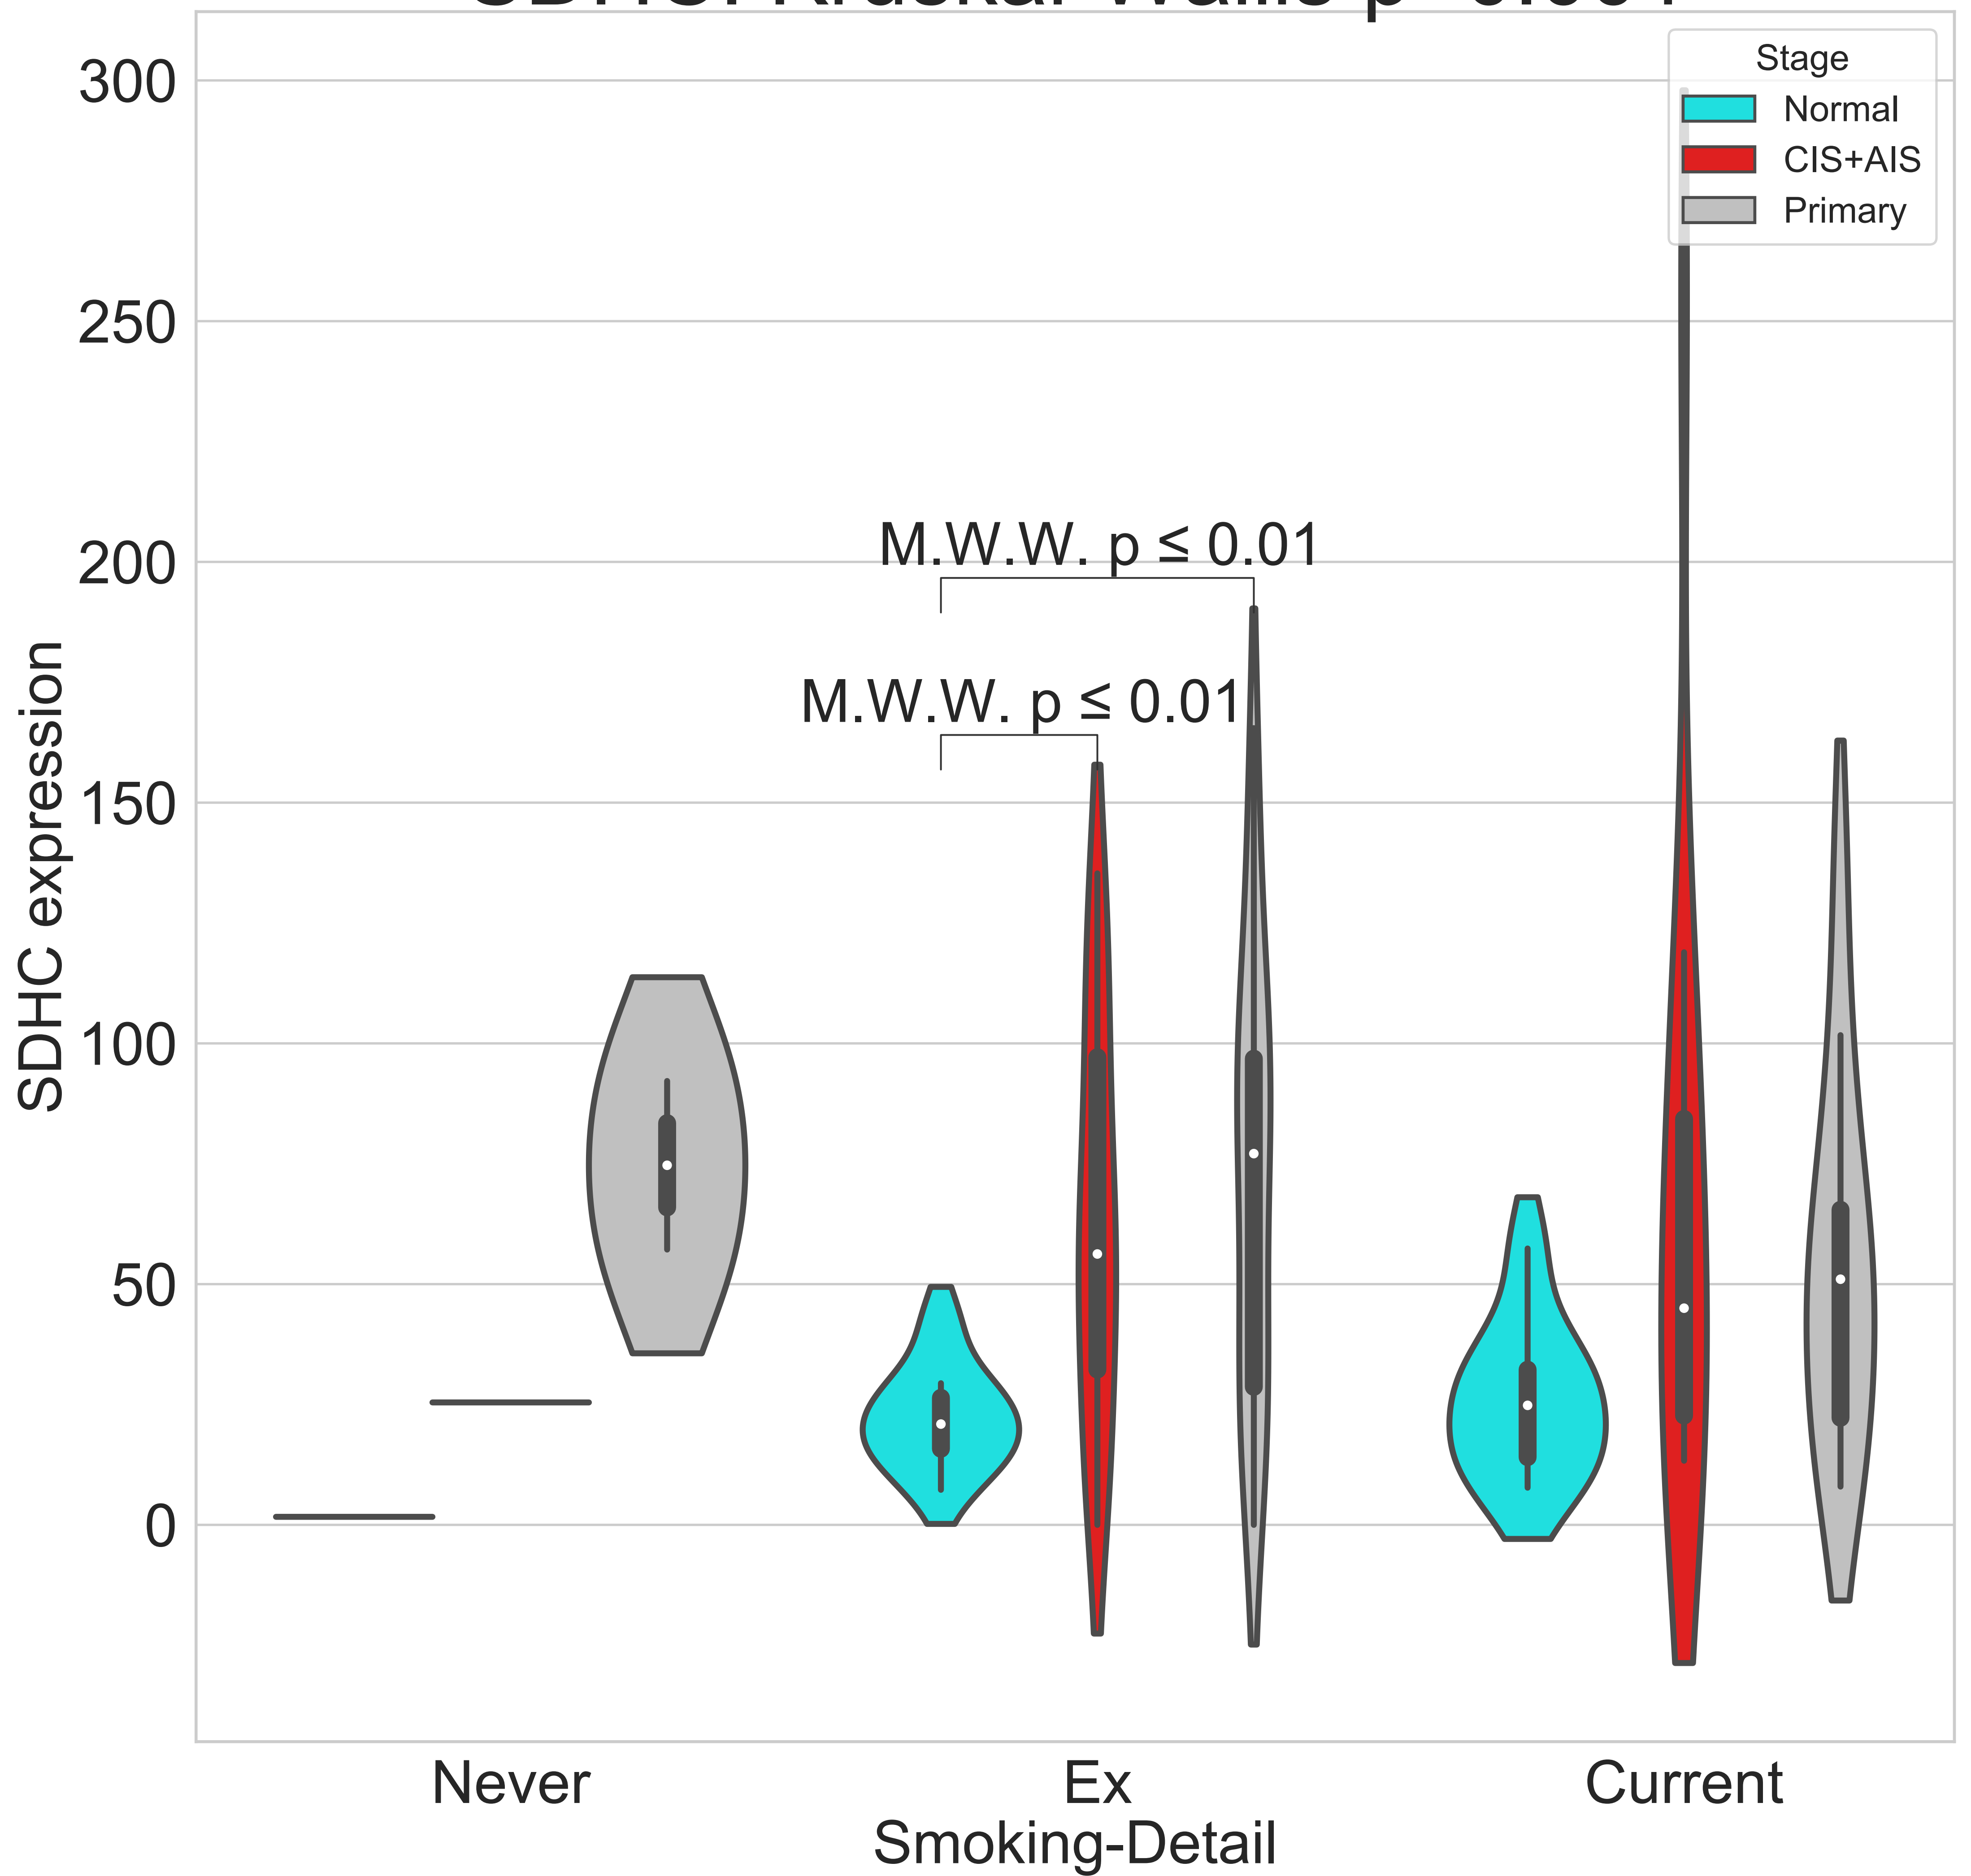 300
250
200
150
100
50
0
SDHC expression
Stage
Normal
CIS+AIS
Primary
M.W.W. p ≤ 0.01
M.W.W. p ≤ 0.01
Never
Ex
Current
Smoking-Detail